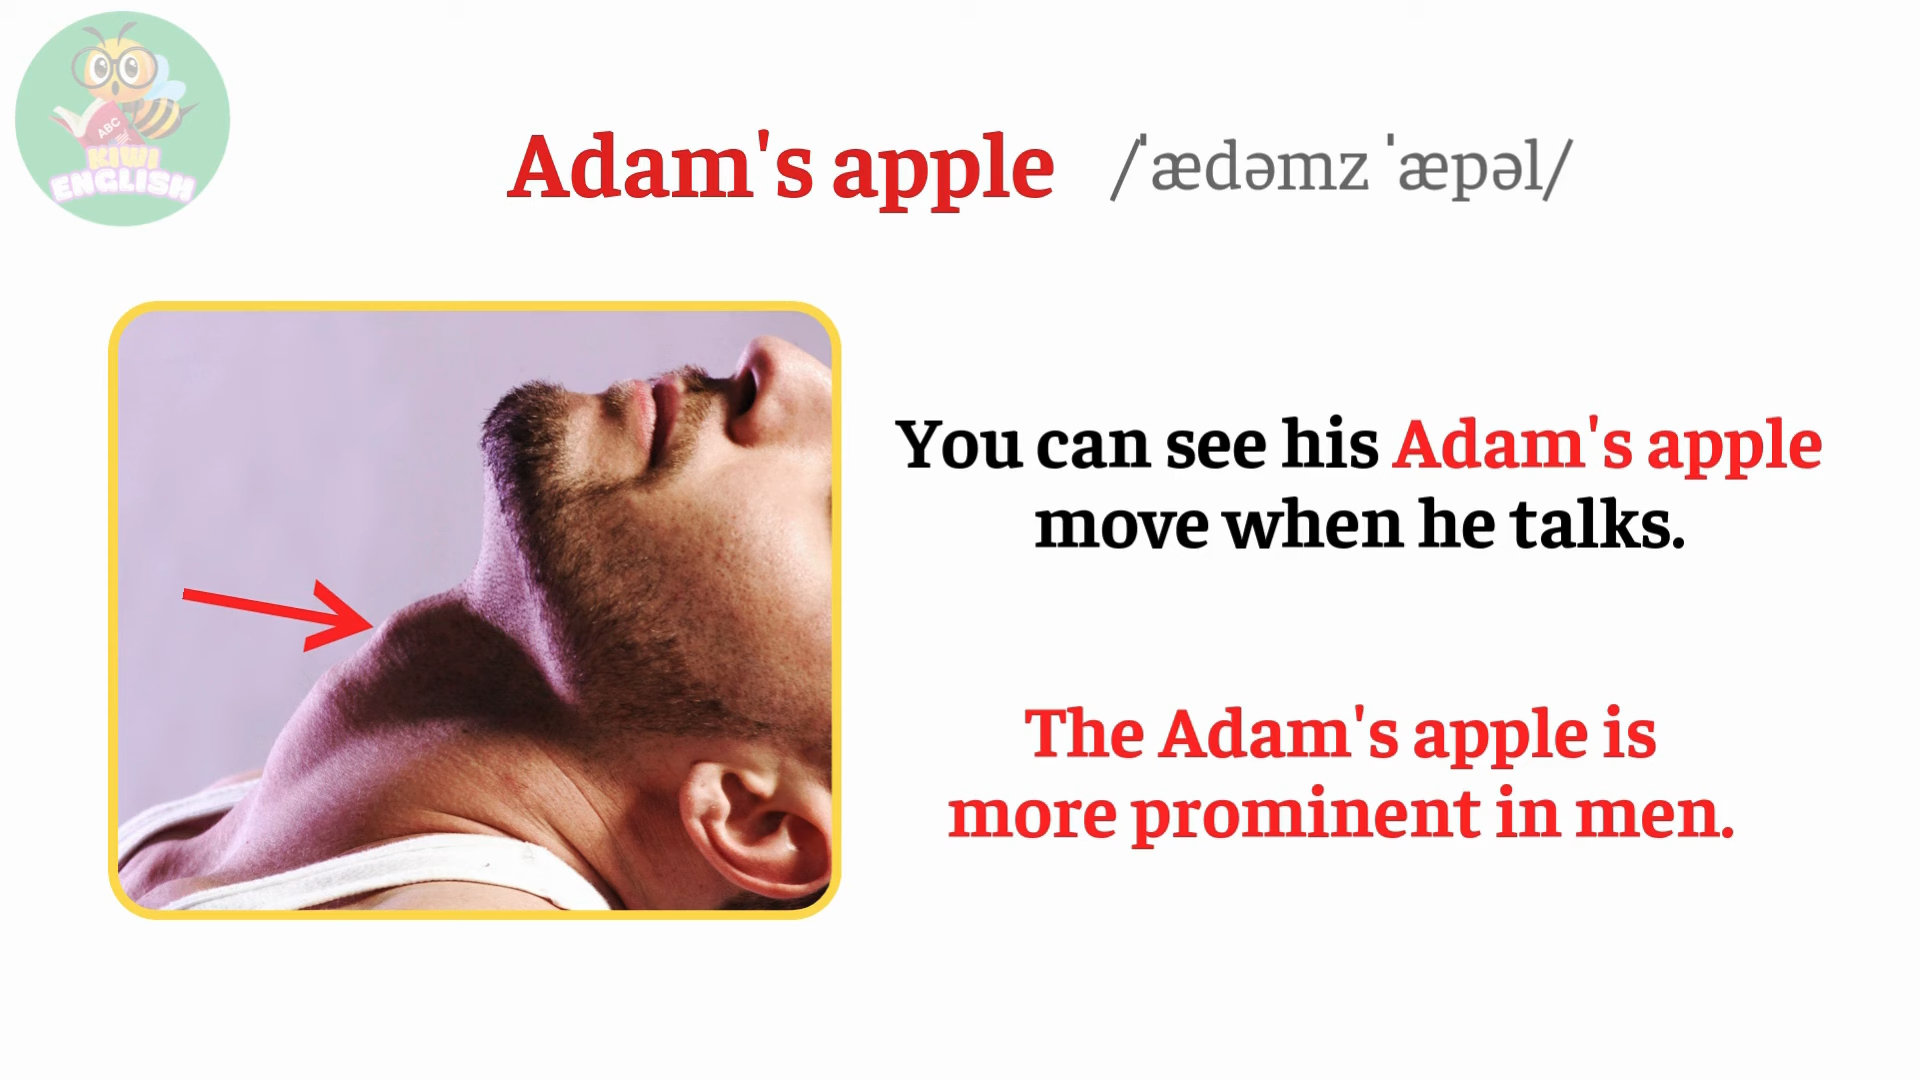 ABC
KIWI
ENGLISH
Adam's apple /ˈædəmz ˈæpəl/
You can see his Adam's apple
move when he talks.
The Adam's apple is
more prominent in men.